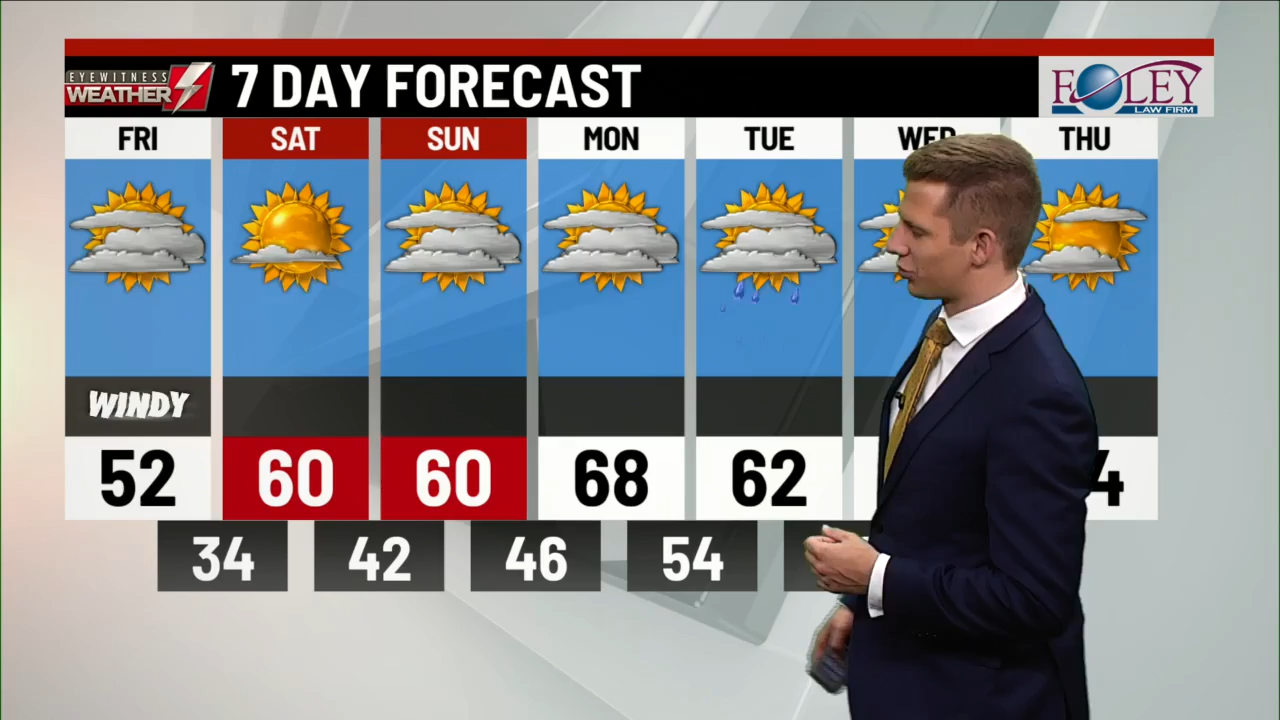 EYEWITNESS
WEATHER
7 DAY FORECAST
FOLEY
LAW FIRM
FRI SAT SUN MON TUE WED THU
WINDY
52 60 60 68 62
34 42 46 54